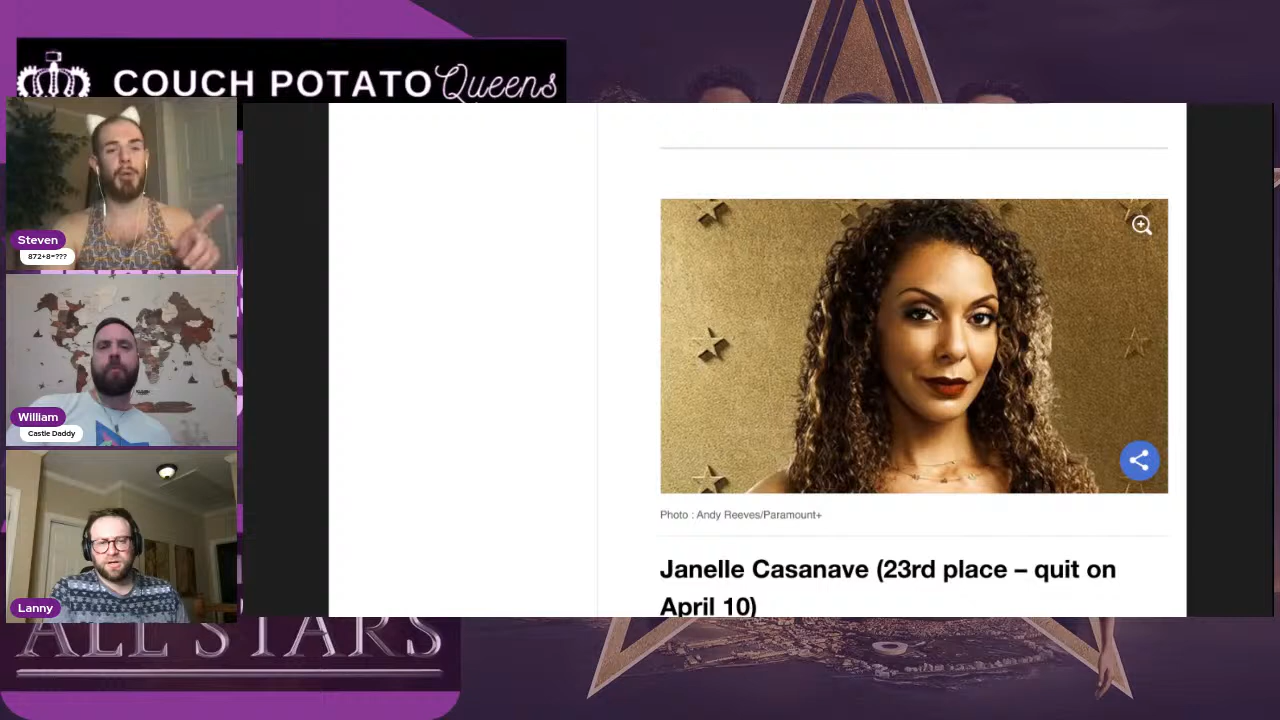 COUCH POTATO Queens
Steven
872+8=???
William
Castle Daddy
Lanny
Photo : Andy Reeves/Paramount+
Janelle Casanave (23rd place – quit on
April 10)
ALL STARS